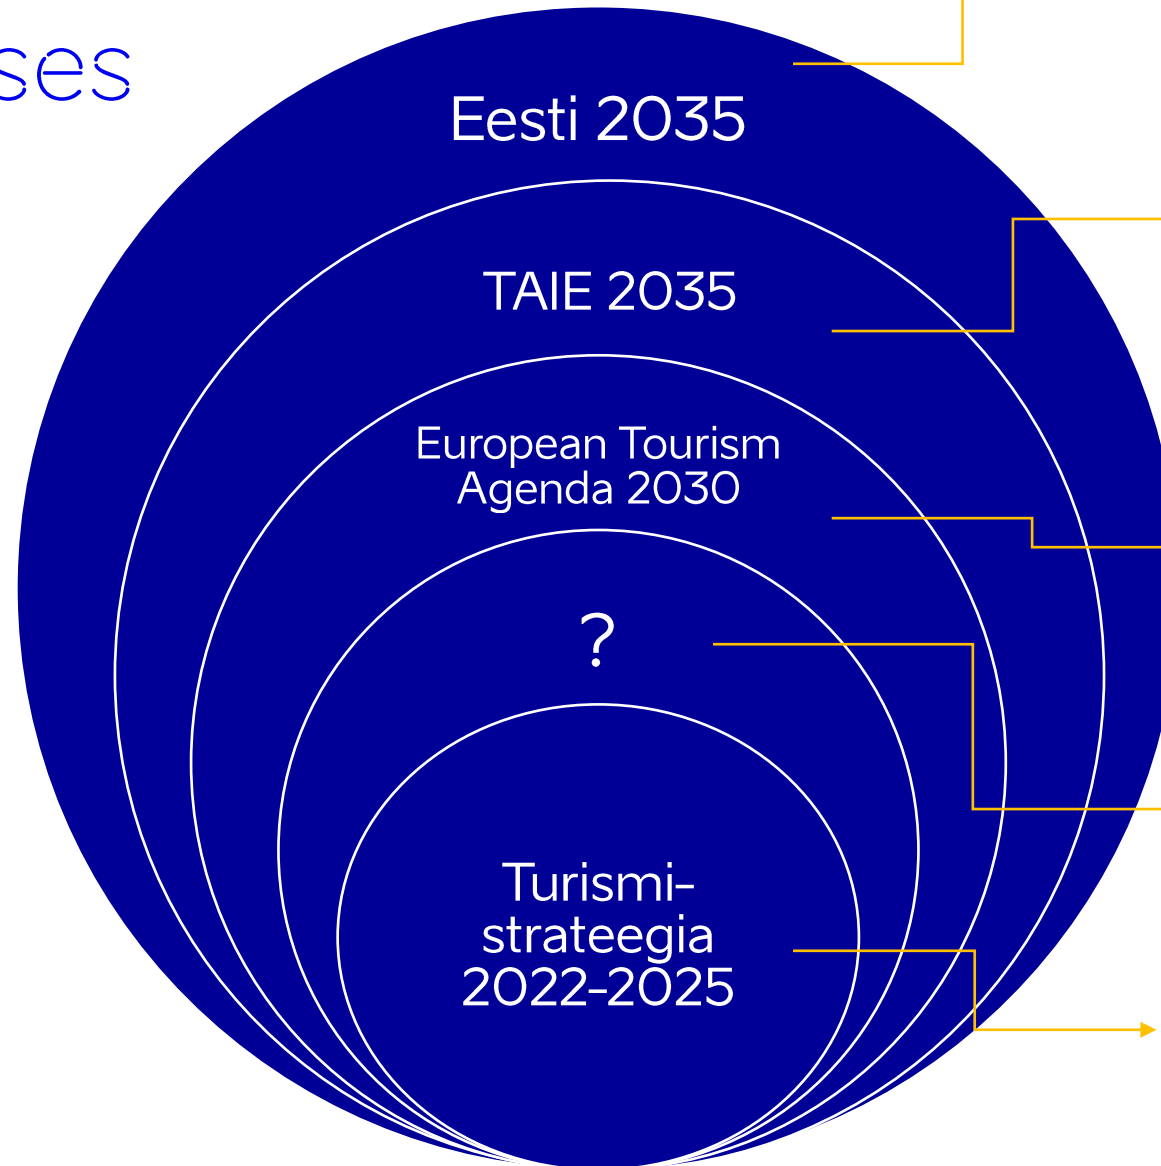 ses
Eesti 2035
TAIE 2035
European Tourism
Agenda 2030
?
Turismi-
strateegia
2022-2025